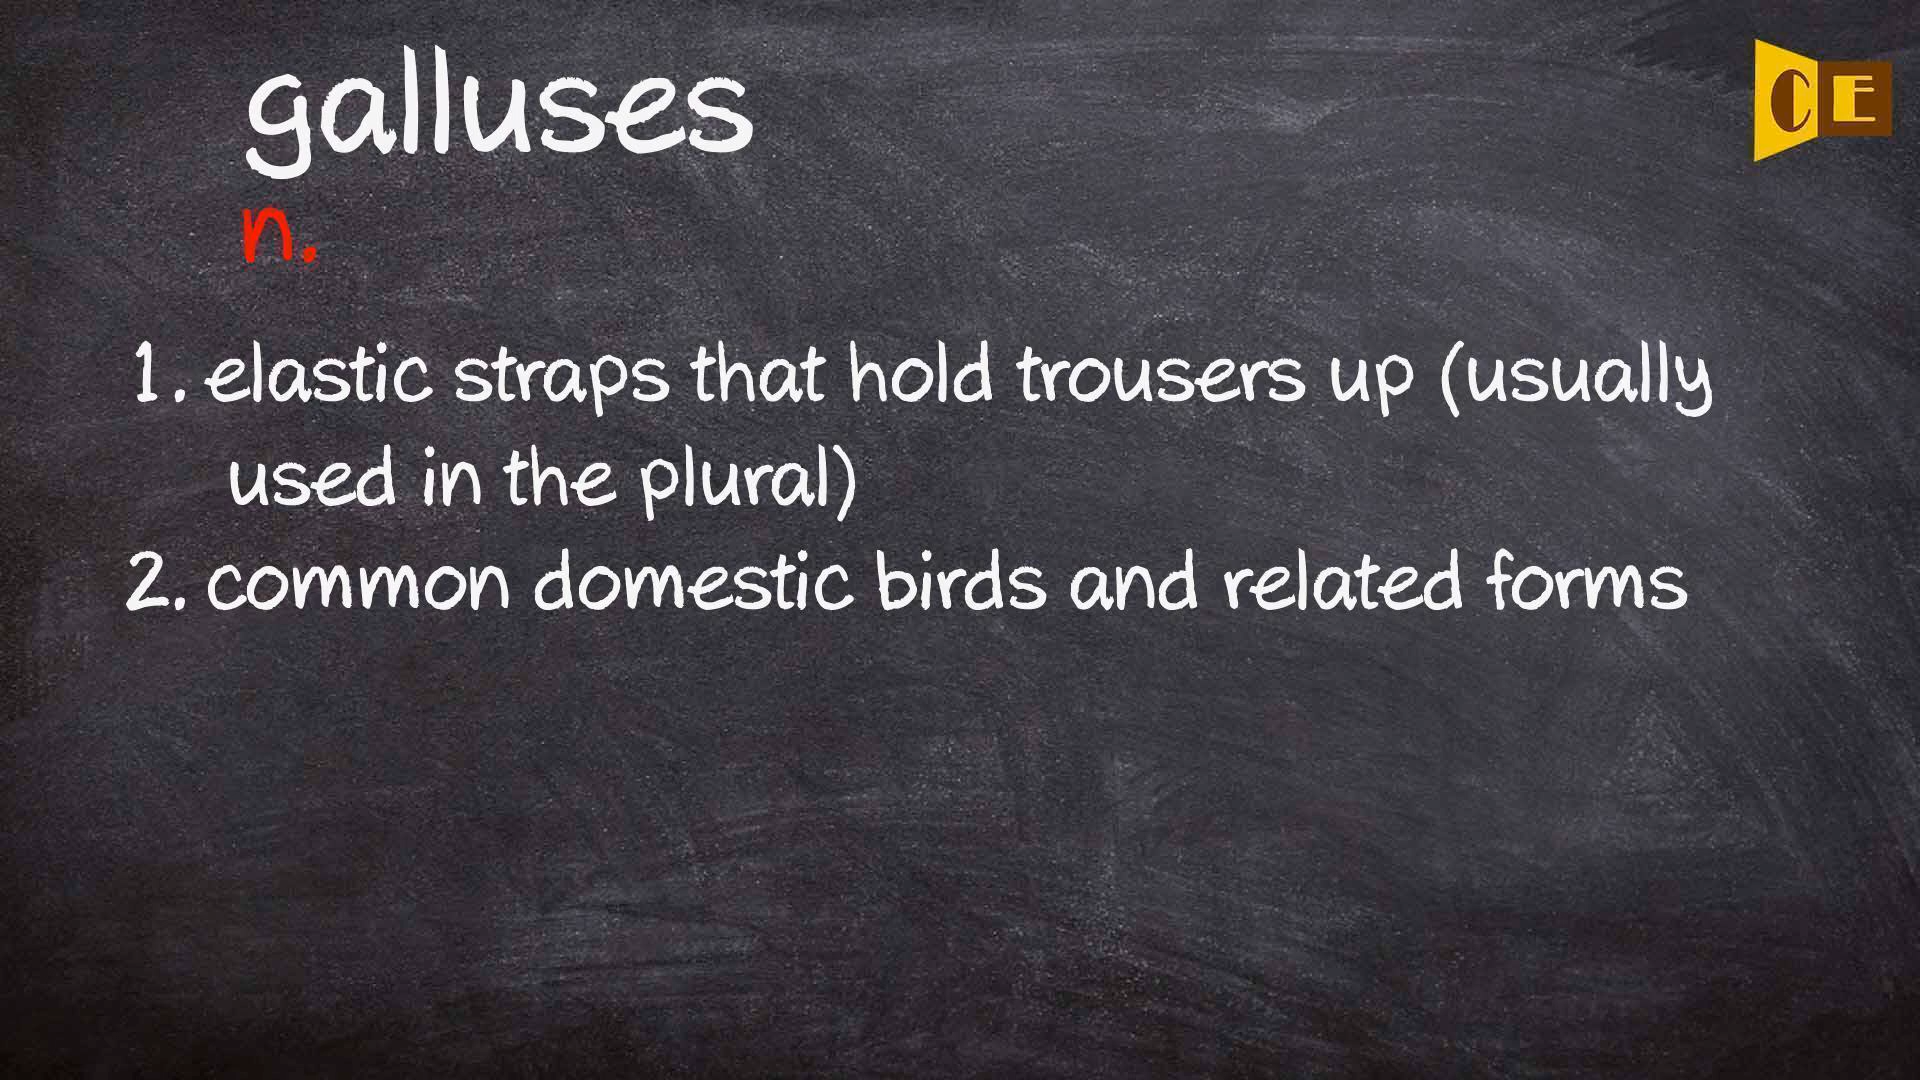 galluses
CE
n.
1. elastic straps that hold trousers up (usually
used in the plural)
2. common domestic birds and related forms